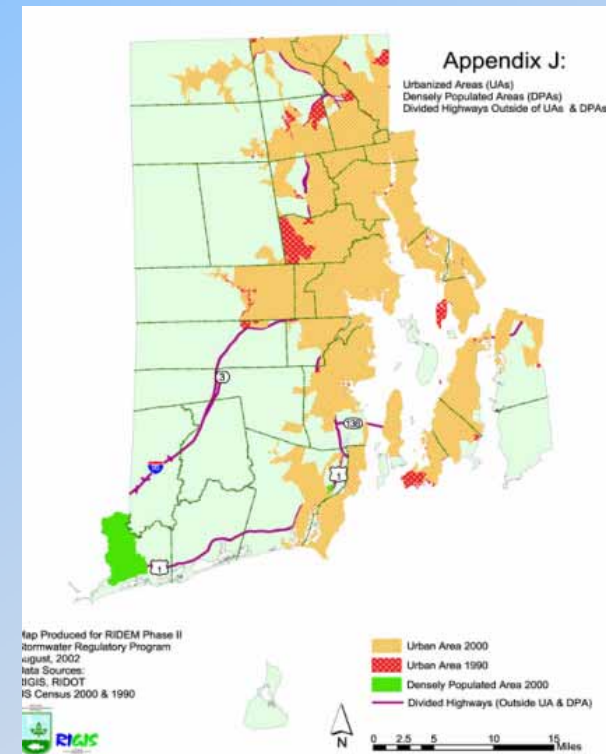 Appendix J:
Urbanized Areas (UAs)
Densely Populated Areas (DPAs)
Divided Highways Outside of UAs & DPAs
3
138
95
1
1
Map Produced for RIDEM Phase II
Stormwater Regulatory Program
August, 2002
Data Sources:
RIGIS, RIDOT
US Census 2000 & 1990
RIGIS
Urban Area 2000
Urban Area 1990
Densely Populated Area 2000
Divided Highways (Outside UA & DPA)
N
0 2.5 5 10 15
Miles